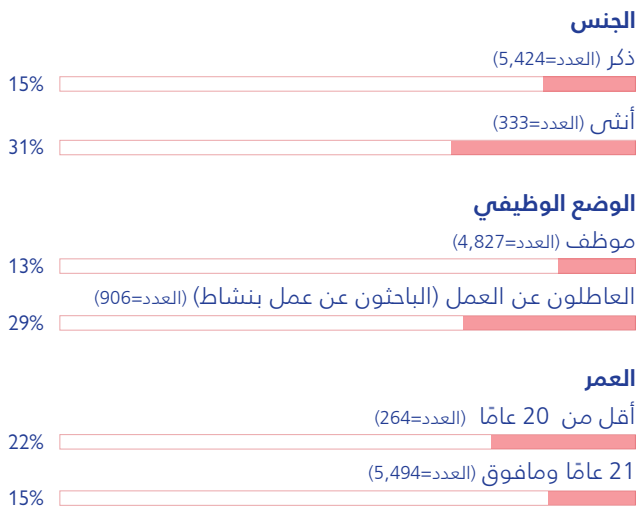 الجنس
ذكر (العدد=5,424)
15%
أنثى (العدد=333)
31%
الوضع الوظيفي
موظف (العدد=4,827)
13%
العاطلون عن العمل (الباحثون عن عمل بنشاط) (العدد=906)
29%
العمر
أقل من 20 عامًا (العدد=264)
22%
21 عامًا ومافوق (العدد=5,494)
15%